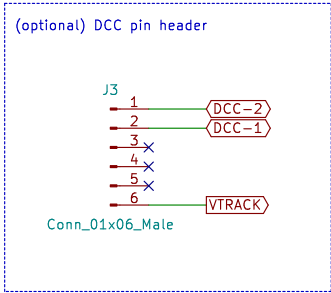 (optional) DCC pin header
J3
1 DCC-2
2 DCC-1
3
4
5
6 VTRACK
Conn_01x06_Male